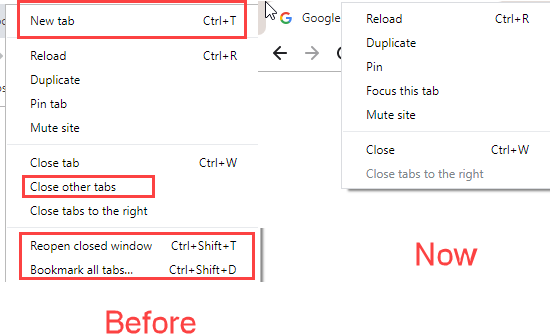 New tab Ctrl+T
Reload Ctrl+R
Duplicate
Pin tab
Mute site
Close tab Ctrl+W
Close other tabs
Close tabs to the right
Reopen closed window Ctrl+Shift+T
Bookmark all tabs... Ctrl+Shift+D
Before
Google
Reload Ctrl+R
Duplicate
Pin
Focus this tab
Mute site
Close Ctrl+W
Close tabs to the right
Now